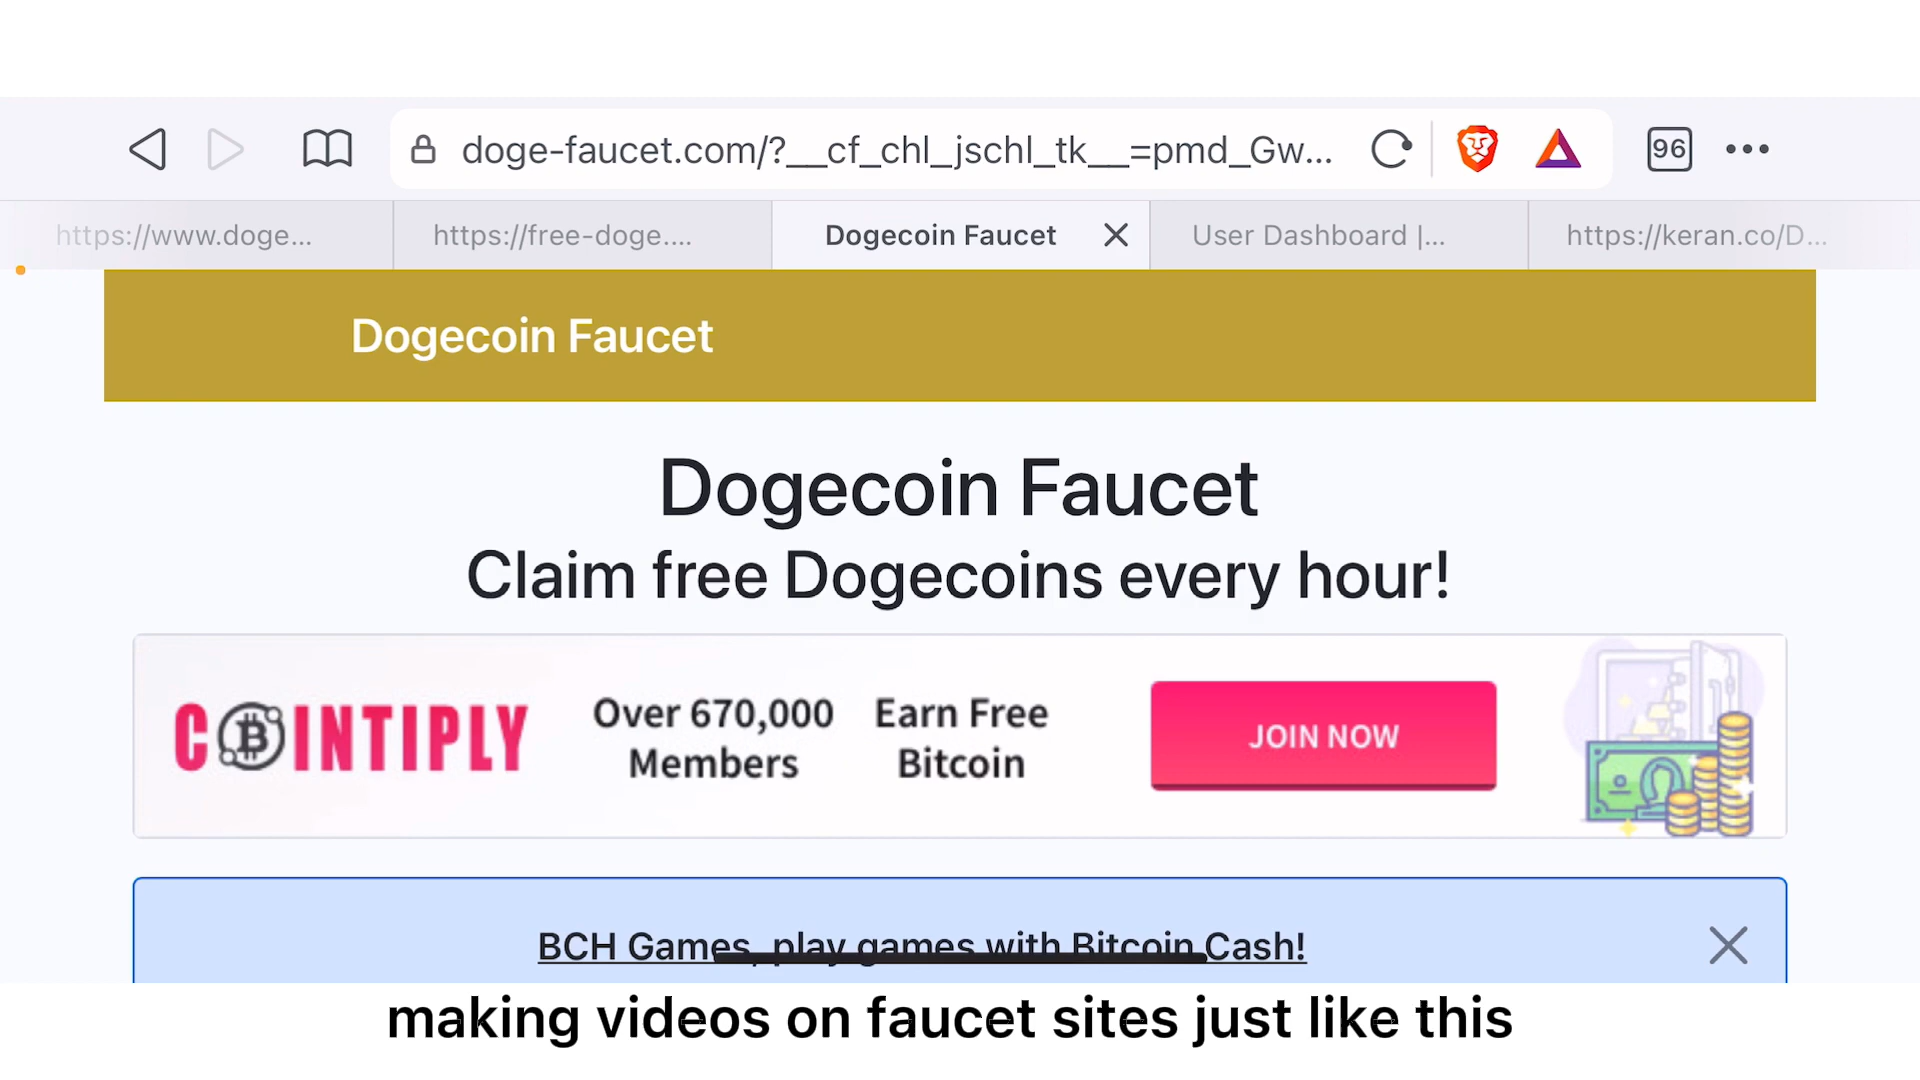 doge-faucet.com/?__cf_chl_jschl_tk__=pmd_Gw...
96
https://www.doge...
https://free-doge....
Dogecoin Faucet
User Dashboard |...
https://keran.co/D...
Dogecoin Faucet
Dogecoin Faucet
Claim free Dogecoins every hour!
COINTIPLY
Over 670,000
Members
Earn Free
Bitcoin
JOIN NOW
BCH Games, play games with Bitcoin Cash!
making videos on faucet sites just like this